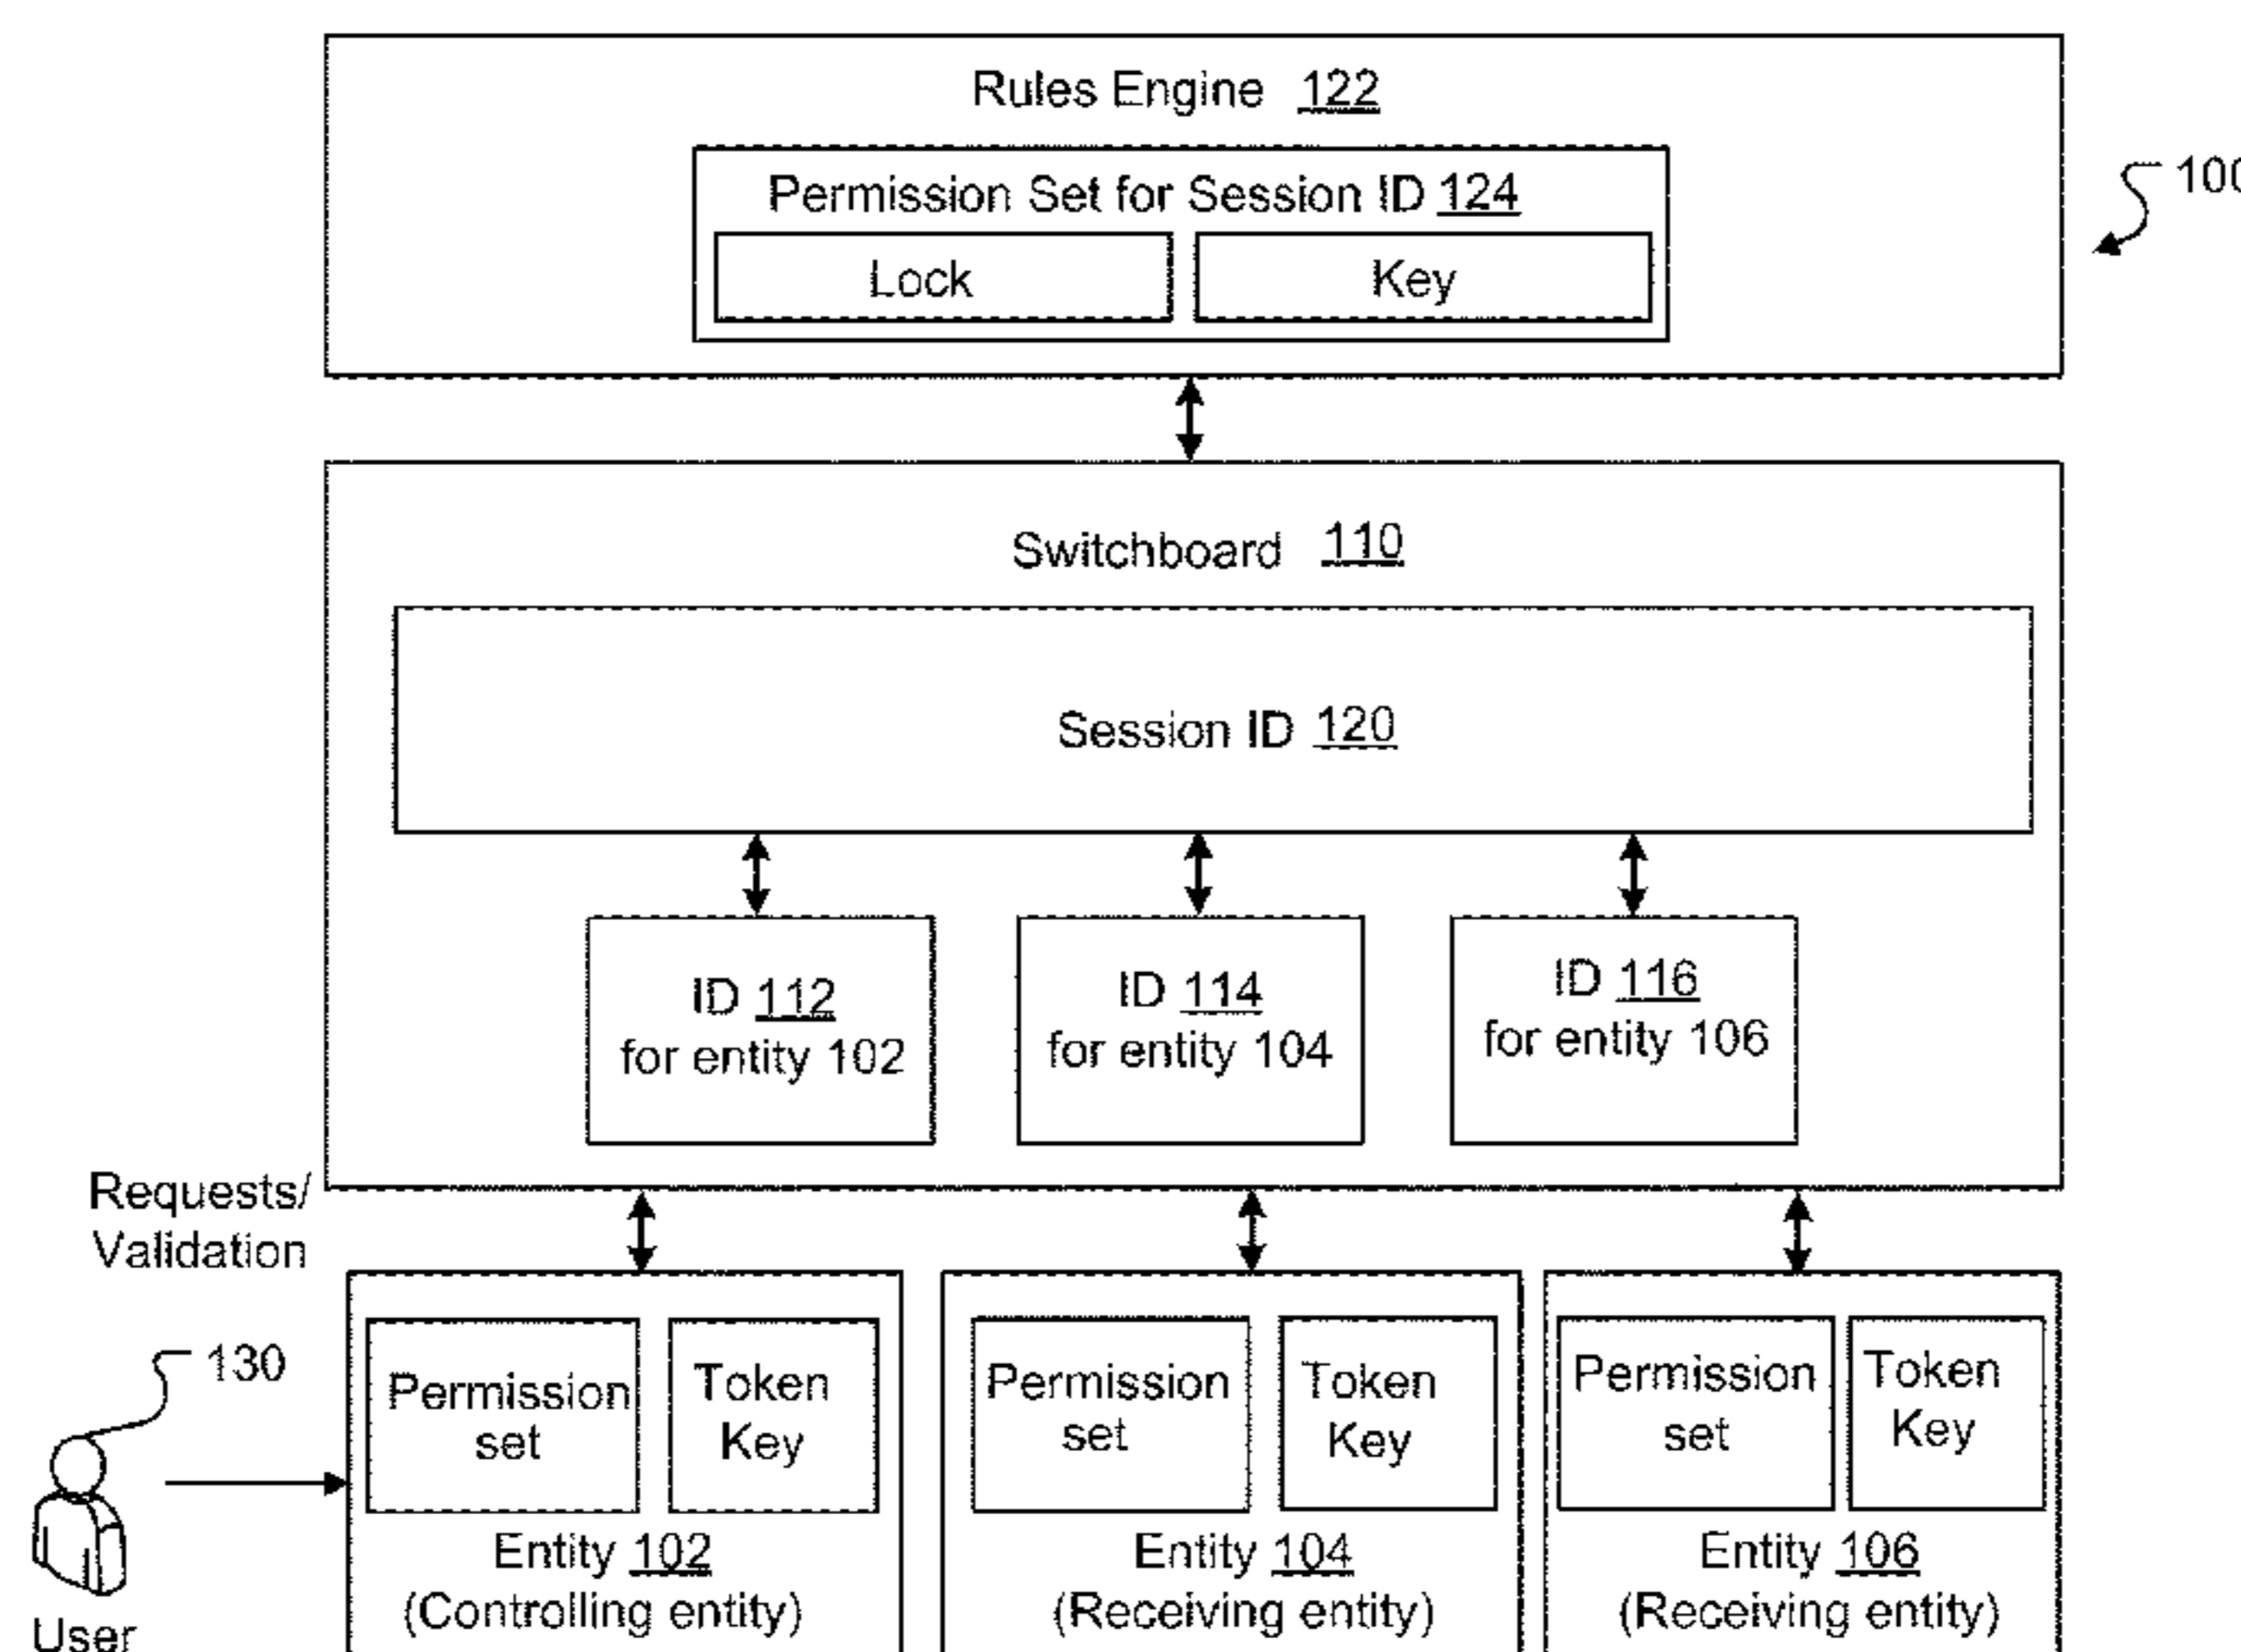 Rules Engine 122
Permission Set for Session ID 124
100
Lock
Key
Switchboard 110
Session ID 120
ID 112
for entity 102
ID 114
for entity 104
ID 116
for entity 106
Requests/
Validation
130
Permission
set
Token
Key
Permission
set
Token
Key
Permission
set
Token
Key
Entity 102
(Controlling entity)
Entity 104
(Receiving entity)
Entity 106
(Receiving entity)
User